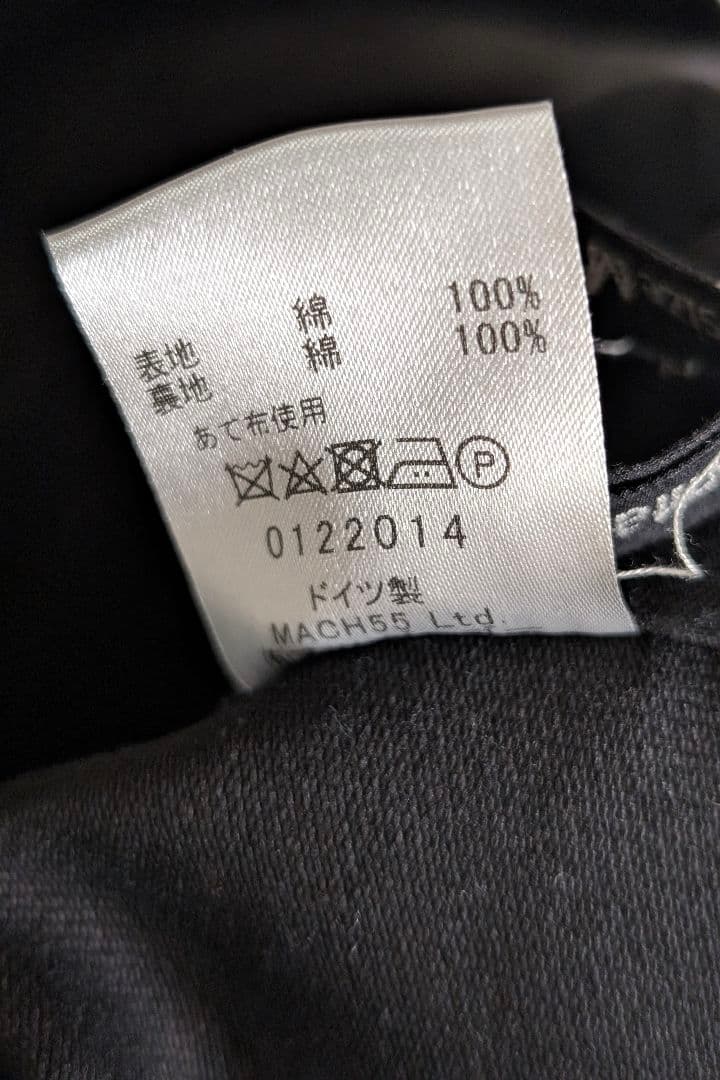 表地 綿 100%
裏地 綿 100%
あて布使用
P
0122014
ドイツ製
MACH55 Ltd.